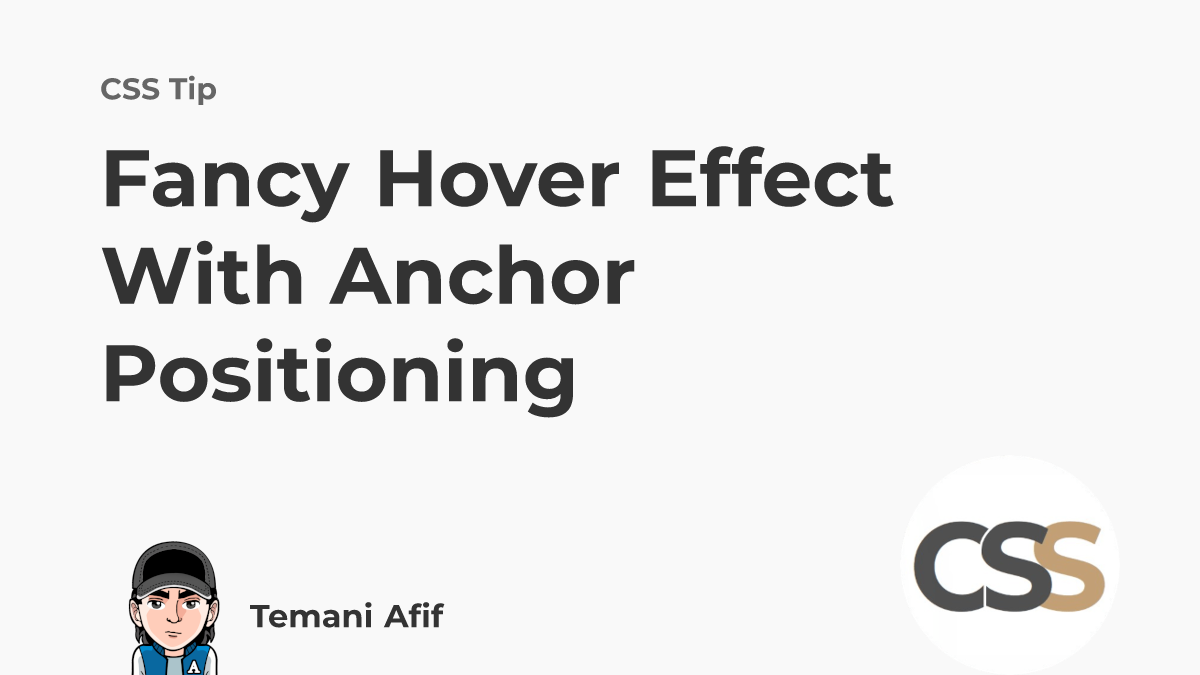 CSS Tip
Fancy Hover Effect
With Anchor
Positioning
A
Temani Afif
CSS